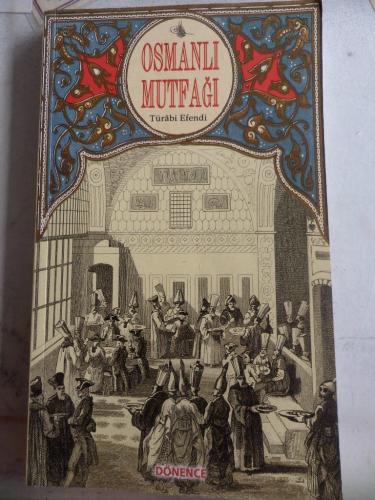 OSMANLI
MUTFAĞI
Türâbi Efendi
DÖNENCE